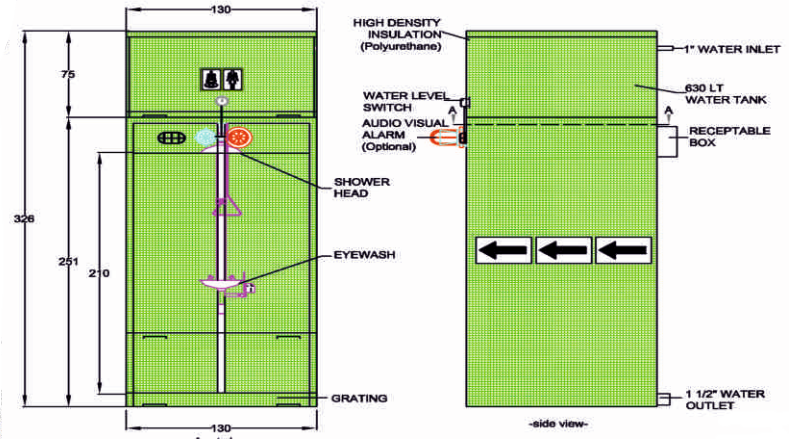 130
75
326
251
210
SHOWER
HEAD
EYEWASH
GRATING
130
HIGH DENSITY
INSULATION
(Polyurethane)
1" WATER INLET
WATER LEVEL
SWITCH
630 LT
WATER TANK
A
A
AUDIO VISUAL
ALARM
(Optional)
RECEPTABLE
BOX
1 1/2" WATER
OUTLET
-side view-